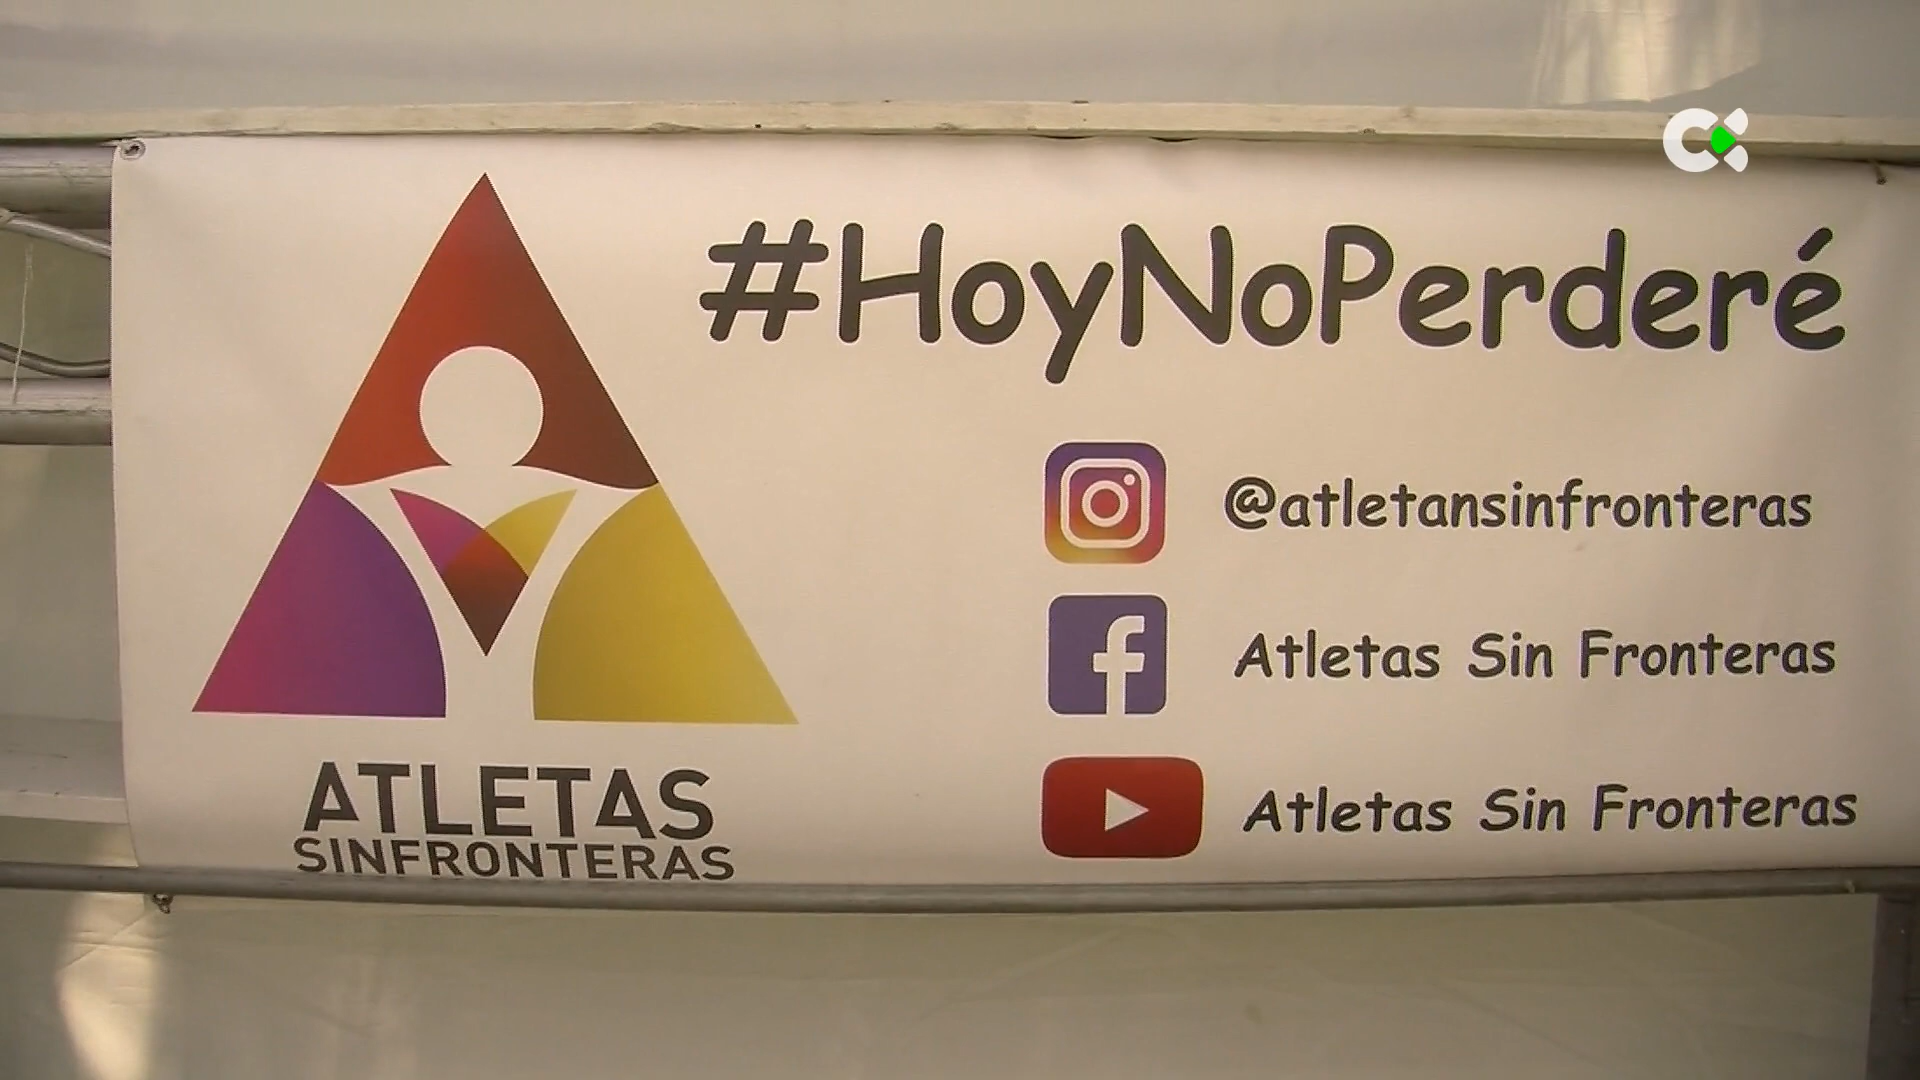 #HoyNoPerderé
@atletansinfronteras
Atletas Sin Fronteras
Atletas Sin Fronteras
ATLETAS
SINFRONTERAS